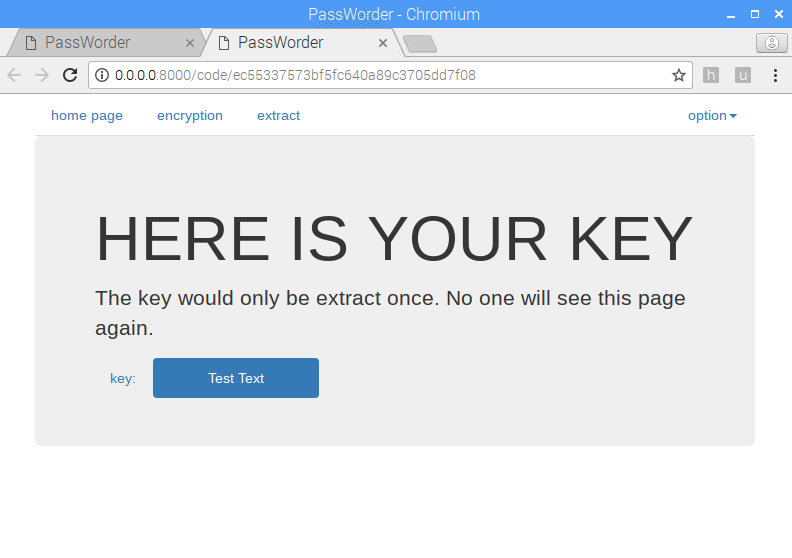 PassWorder - Chromium
PassWorder PassWorder
0.0.0.0:8000/code/ec55337573bf5fc640a89c3705dd7f08 h u
home page encryption extract option
HERE IS YOUR KEY
The key would only be extract once. No one will see this page
again.
key: Test Text